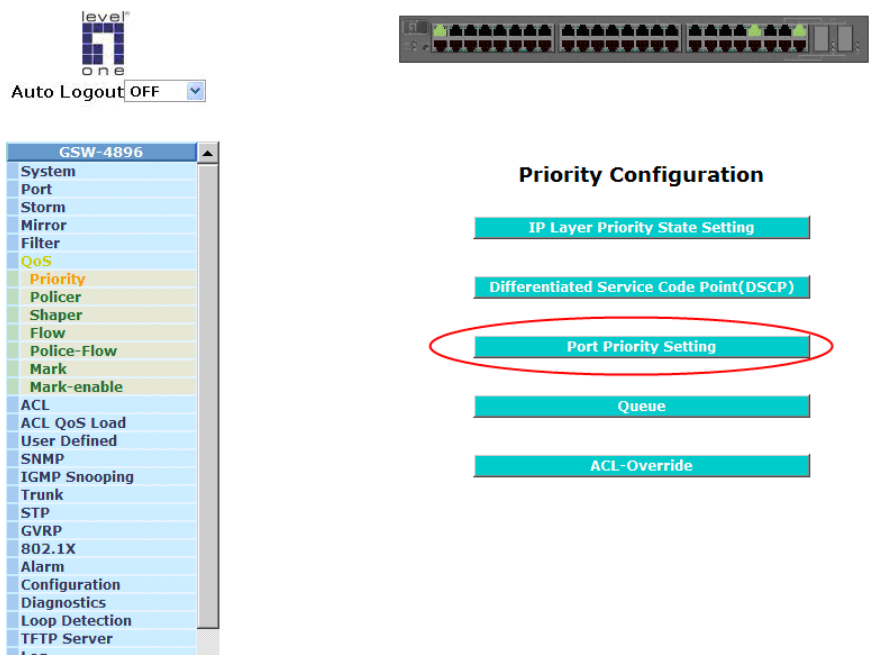 level
one
Auto Logout OFF
GSW-4896
System
Port
Storm
Mirror
Filter
QoS
Priority
Policer
Shaper
Flow
Police-Flow
Mark
Mark-enable
ACL
ACL QoS Load
User Defined
SNMP
IGMP Snooping
Trunk
STP
GVRP
802.1X
Alarm
Configuration
Diagnostics
Loop Detection
TFTP Server
Priority Configuration
IP Layer Priority State Setting
Differentiated Service Code Point(DSCP)
Port Priority Setting
Queue
ACL-Override